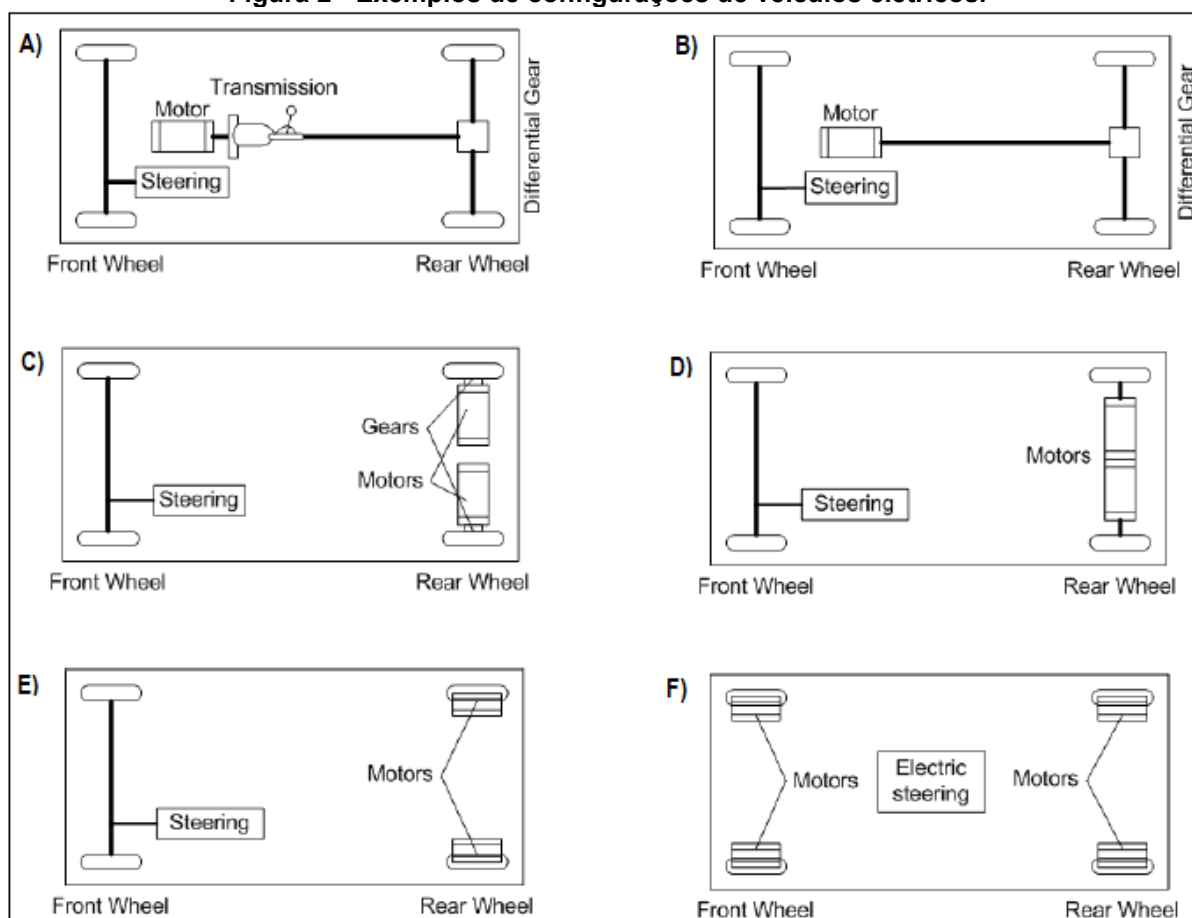 Figura 2 - Exemplos de configurações de veículos elétricos.
A)
Transmission
Motor
Steering
Differential Gear
Front Wheel
Rear Wheel
B)
Motor
Steering
Differential Gear
Front Wheel
Rear Wheel
C)
Gears
Motors
Steering
Front Wheel
Rear Wheel
D)
Motors
Steering
Front Wheel
Rear Wheel
E)
Motors
Steering
Front Wheel
Rear Wheel
F)
Motors
Electric
steering
Motors
Front Wheel
Rear Wheel